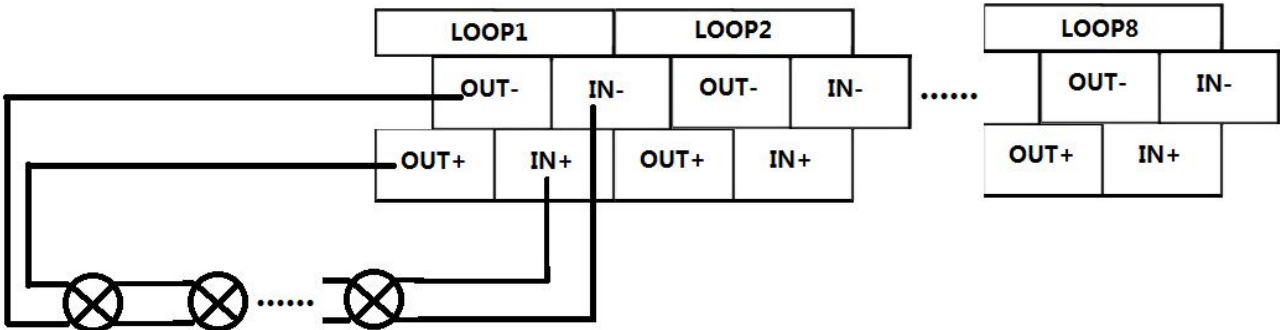 LOOP1 LOOP2 LOOP8
OUT- IN- OUT- IN- ...... OUT- IN-
OUT+ IN+ OUT+ IN+ OUT+ IN+
......